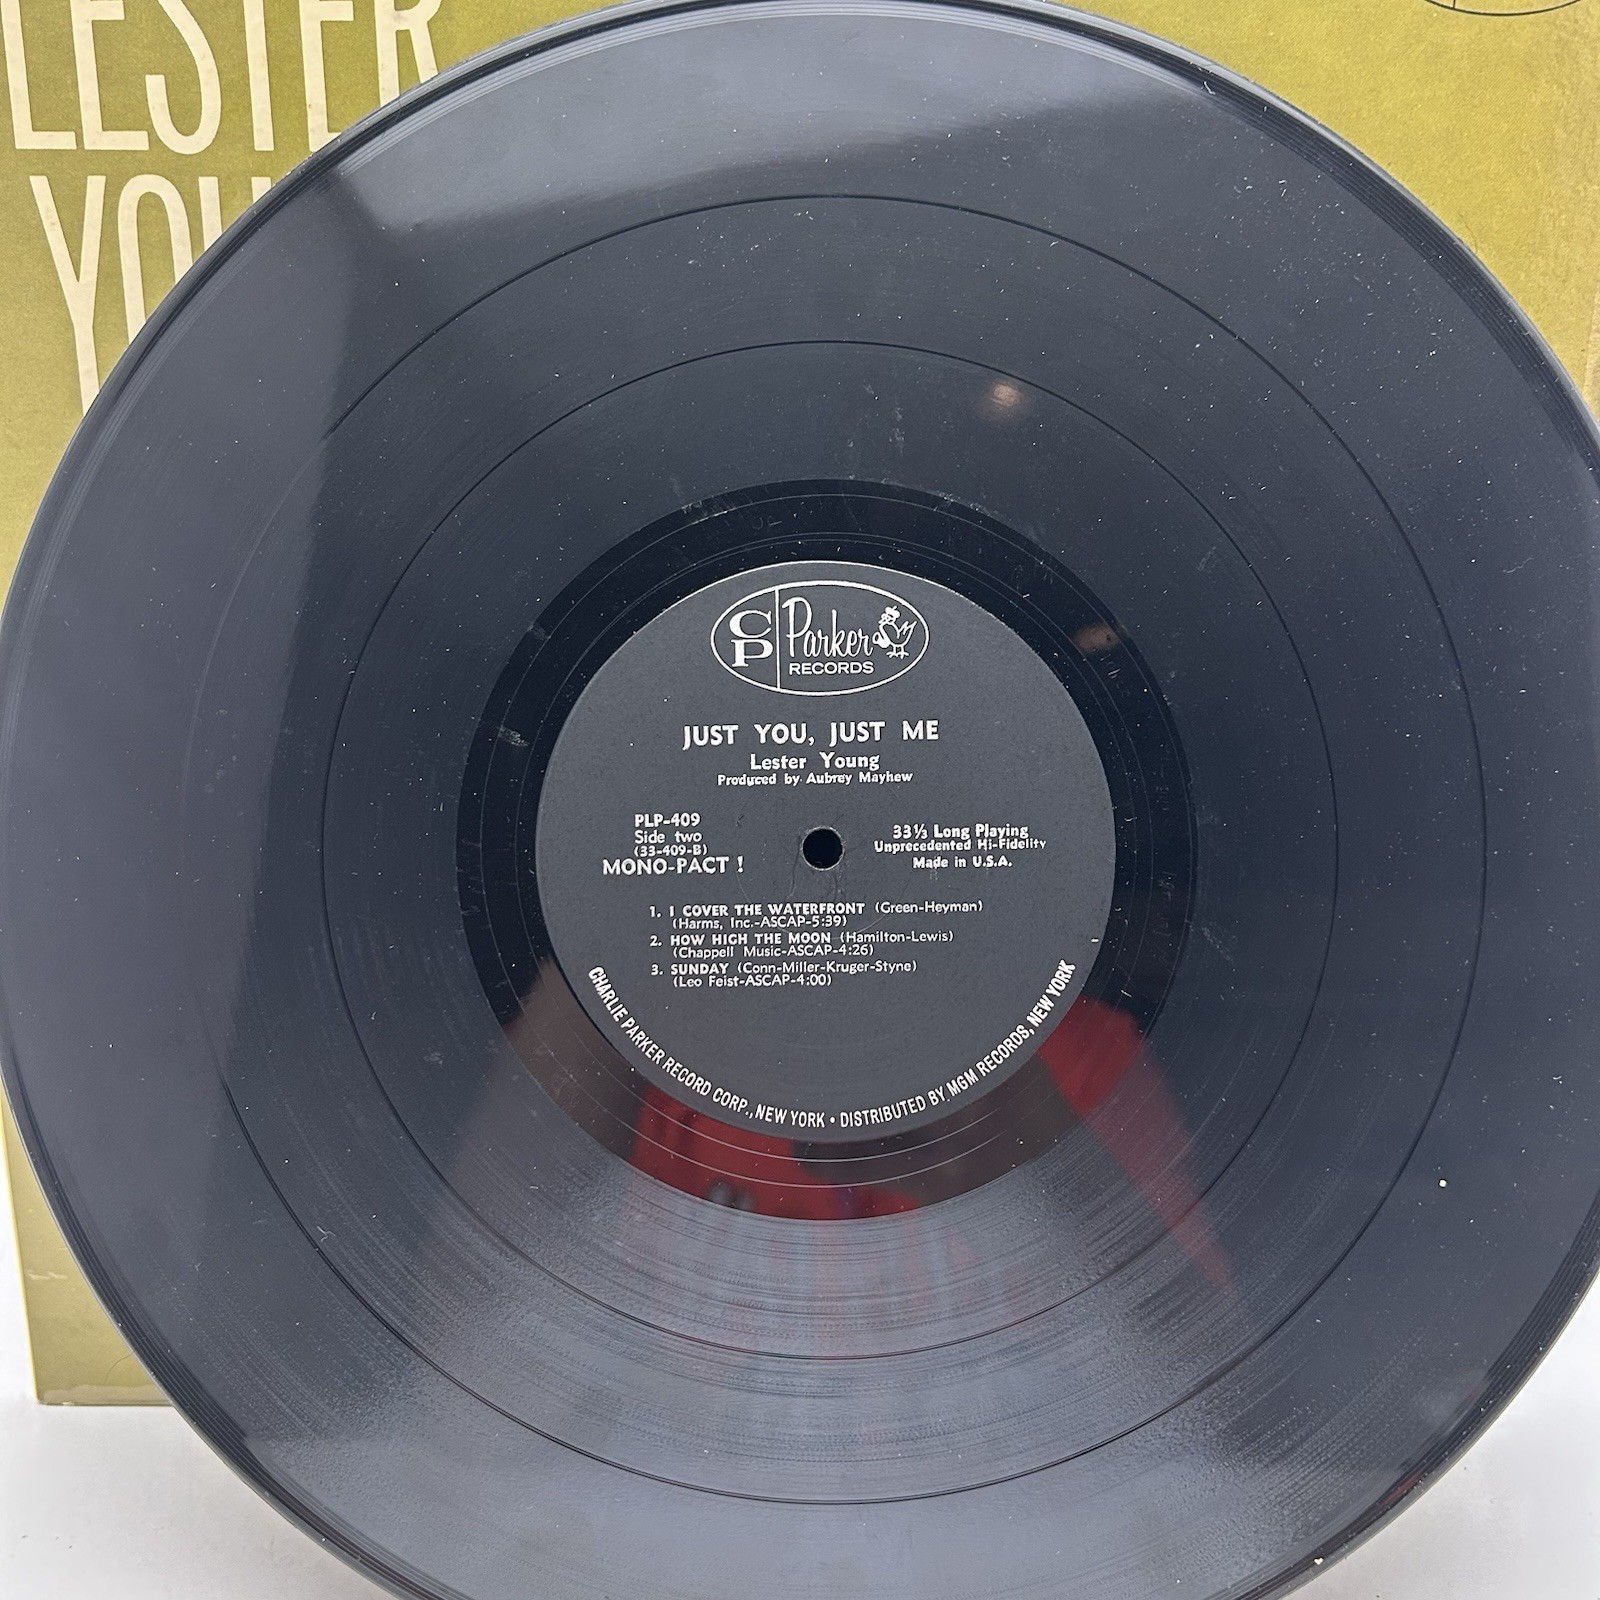 LESTER
YOU
Y
CP Parker
RECORDS
JUST YOU, JUST ME
Lester Young
Produced by Aubrey Mayhew
PLP-409
Side two
(33-409-B)
MONO-PACT !
33⅓ Long Playing
Unprecedented Hi-Fidelity
Made in U.S.A.
1. I COVER THE WATERFRONT (Green-Heyman)
(Harms, Inc.-ASCAP-5:39)
2. HOW HIGH THE MOON (Hamilton-Lewis)
(Chappell Music-ASCAP-4:26)
3. SUNDAY (Conn-Miller-Kruger-Styne)
(Leo Feist-ASCAP-4:00)
CHARLIE PARKER RECORD CORP., NEW YORK • DISTRIBUTED BY MGM RECORDS, NEW YORK